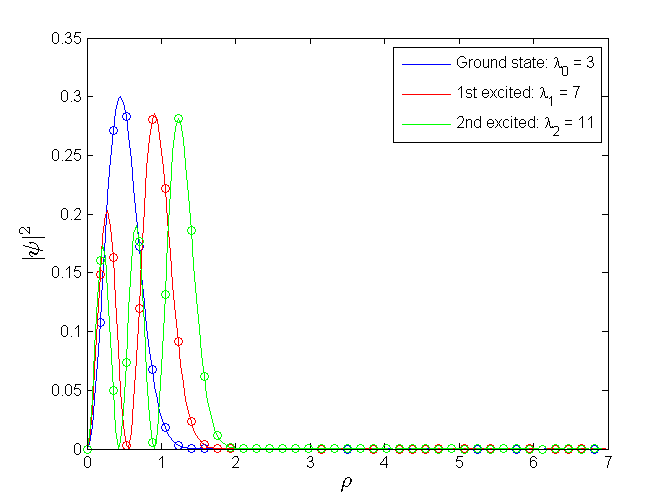 0.35
0.3
0.25
0.2
0.15
0.1
0.05
0
|ψ|²
0 1 2 3 4 5 6 7
ρ
Ground state: λ₀ = 3
1st excited: λ₁ = 7
2nd excited: λ₂ = 11